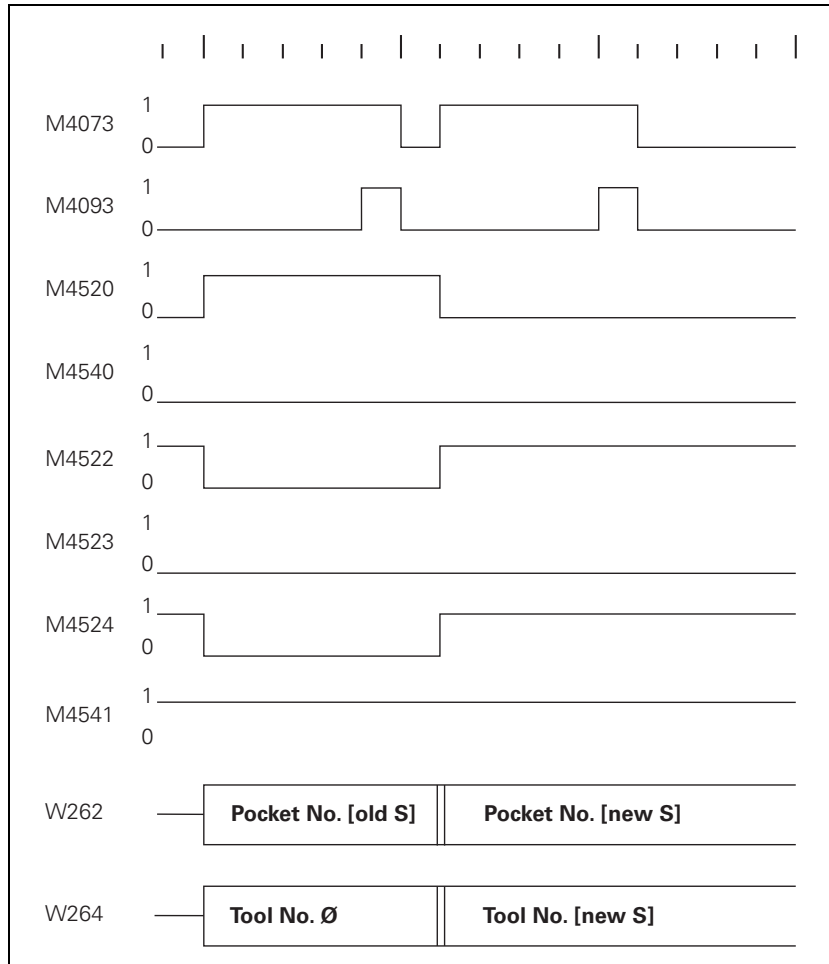 M4073 1
0
M4093 1
0
M4520 1
0
M4540 1
0
M4522 1
0
M4523 1
0
M4524 1
0
M4541 1
0
W262 Pocket No. [old S] Pocket No. [new S]
W264 Tool No. Ø Tool No. [new S]